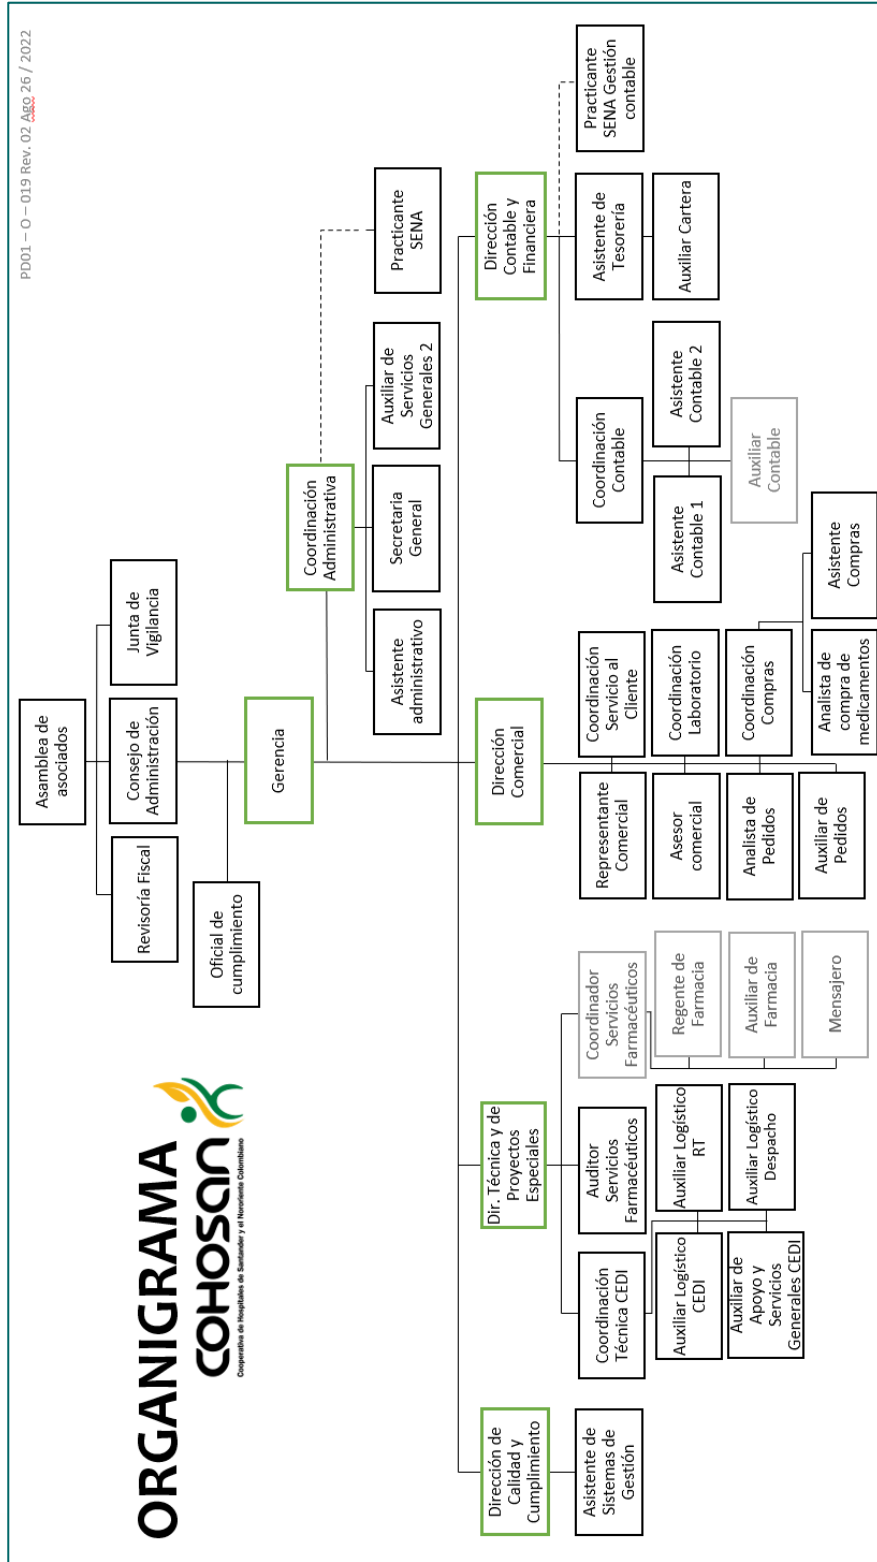 PD01 – O – 019 Rev. 02 Ago 26 / 2022
ORGANIGRAMA
COHOSAN
Cooperativa de Hospitales de Santander y el Nororiente Colombiano
Asamblea de
asociados
Revisoría Fiscal
Consejo de
Administración
Junta de
Vigilancia
Oficial de
cumplimiento
Gerencia
Coordinación
Administrativa
Asistente
administrativo
Secretaria
General
Auxiliar de
Servicios
Generales 2
Practicante
SENA
Dirección de
Calidad y
Cumplimiento
Asistente de
Sistemas de
Gestión
Dir. Técnica y de
Proyectos
Especiales
Coordinación
Técnica CEDI
Auditor
Servicios
Farmacéuticos
Coordinador
Servicios
Farmacéuticos
Auxiliar Logístico
CEDI
Auxiliar Logístico
RT
Auxiliar de
Apoyo y
Servicios
Generales CEDI
Auxiliar Logístico
Despacho
Regente de
Farmacia
Auxiliar de
Farmacia
Mensajero
Dirección
Comercial
Representante
Comercial
Coordinación
Servicio al
Cliente
Asesor
comercial
Coordinación
Laboratorio
Analista de
Pedidos
Coordinación
Compras
Auxiliar de
Pedidos
Analista de
compra de
medicamentos
Asistente
Compras
Dirección
Contable y
Financiera
Coordinación
Contable
Asistente de
Tesorería
Practicante
SENA Gestión
contable
Asistente
Contable 1
Asistente
Contable 2
Auxiliar Cartera
Auxiliar
Contable